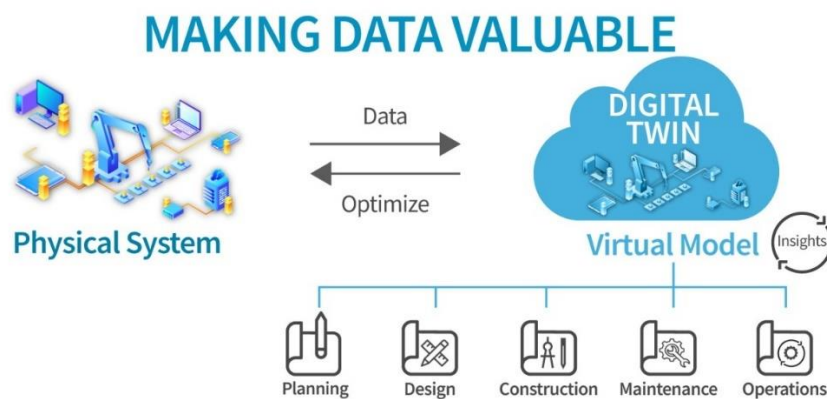 MAKING DATA VALUABLE
Data
Optimize
Physical System
DIGITAL
TWIN
Virtual Model
Insights
Planning
Design
Construction
Maintenance
Operations